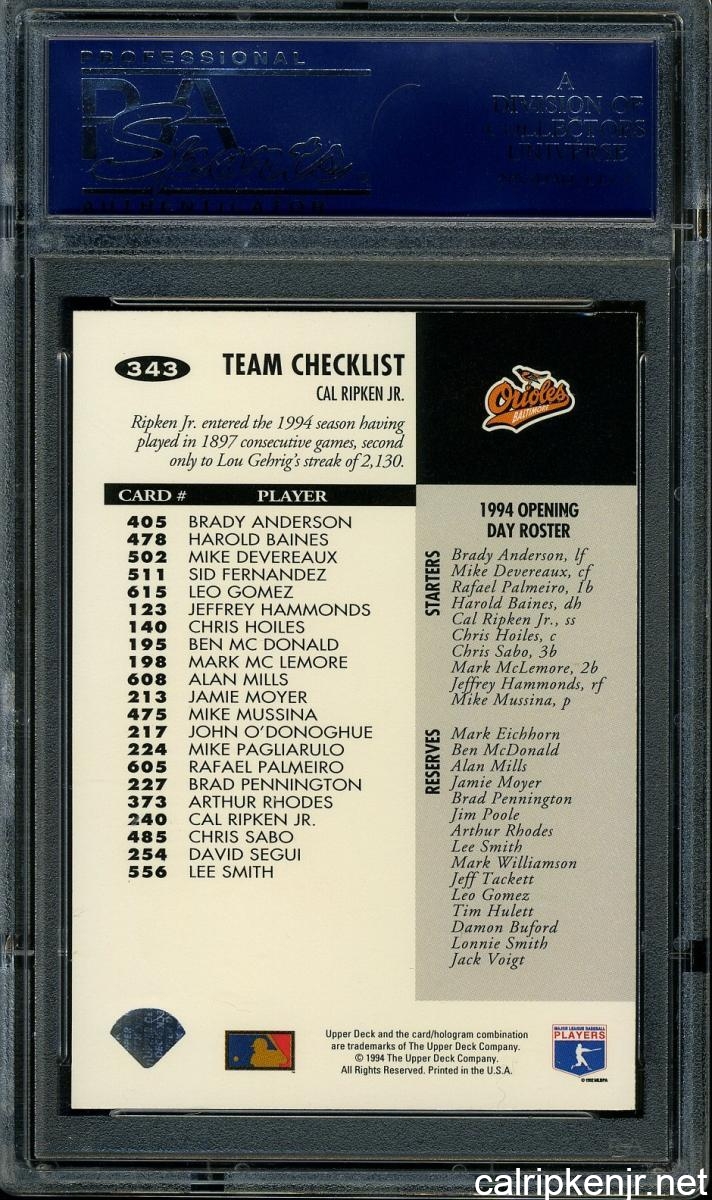 PROFESSIONAL
PSA
Sports
AUTHENTICATOR
A
DIVISION OF
COLLECTORS
UNIVERSE
343 TEAM CHECKLIST
CAL RIPKEN JR.
Ripken Jr. entered the 1994 season having
played in 1897 consecutive games, second
only to Lou Gehrig's streak of 2,130.
CARD # PLAYER
405 BRADY ANDERSON
478 HAROLD BAINES
502 MIKE DEVEREAUX
511 SID FERNANDEZ
615 LEO GOMEZ
123 JEFFREY HAMMONDS
140 CHRIS HOILES
195 BEN MC DONALD
198 MARK MC LEMORE
608 ALAN MILLS
213 JAMIE MOYER
475 MIKE MUSSINA
217 JOHN O'DONOGHUE
224 MIKE PAGLIARULO
605 RAFAEL PALMEIRO
227 BRAD PENNINGTON
373 ARTHUR RHODES
240 CAL RIPKEN JR.
485 CHRIS SABO
254 DAVID SEGUI
556 LEE SMITH
Orioles
BALTIMORE
1994 OPENING
DAY ROSTER
STARTERS
Brady Anderson, lf
Mike Devereaux, cf
Rafael Palmeiro, 1b
Harold Baines, dh
Cal Ripken Jr., ss
Chris Hoiles, c
Chris Sabo, 3b
Mark McLemore, 2b
Jeffrey Hammonds, rf
Mike Mussina, p
RESERVES
Mark Eichhorn
Ben McDonald
Alan Mills
Jamie Moyer
Brad Pennington
Jim Poole
Arthur Rhodes
Lee Smith
Mark Williamson
Jeff Tackett
Leo Gomez
Tim Hulett
Damon Buford
Lonnie Smith
Jack Voigt
Upper Deck and the card/hologram combination
are trademarks of The Upper Deck Company.
© 1994 The Upper Deck Company.
All Rights Reserved. Printed in the U.S.A.
MAJOR LEAGUE BASEBALL
PLAYERS
© 1992 MLBPA
PSA
calripkenjr.net